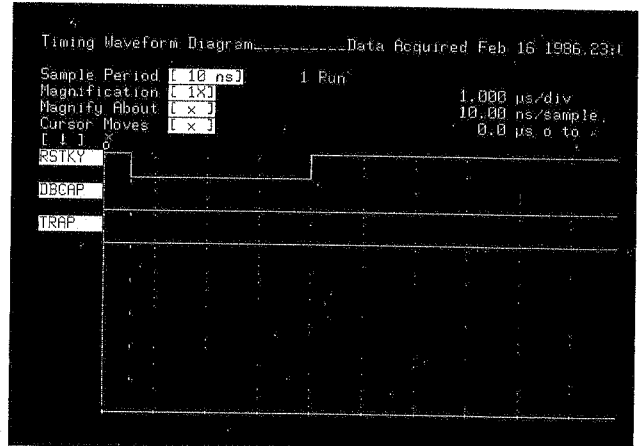 Timing Waveform Diagram__________Data Acquired Feb 16 1986.23:
Sample Period [ 10 ns] 1 Run
Magnification [ 1X]
Magnify About [ x ]
Cursor Moves [ x ]
1.000 µs/div
10.00 ns/sample
0.0 µs o to x
[ ↓ ]
x
o
RSTKY
DBCAP
TRAP